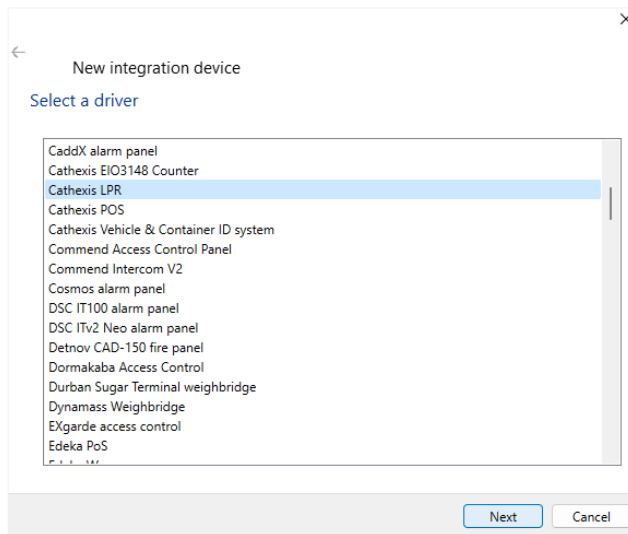 New integration device
Select a driver
CaddX alarm panel
Cathexis EIO3148 Counter
Cathexis LPR
Cathexis POS
Cathexis Vehicle & Container ID system
Commend Access Control Panel
Commend Intercom V2
Cosmos alarm panel
DSC IT100 alarm panel
DSC ITv2 Neo alarm panel
Detnov CAD-150 fire panel
Dormakaba Access Control
Durban Sugar Terminal weighbridge
Dynamass Weighbridge
EXgarde access control
Edeka PoS
Next Cancel